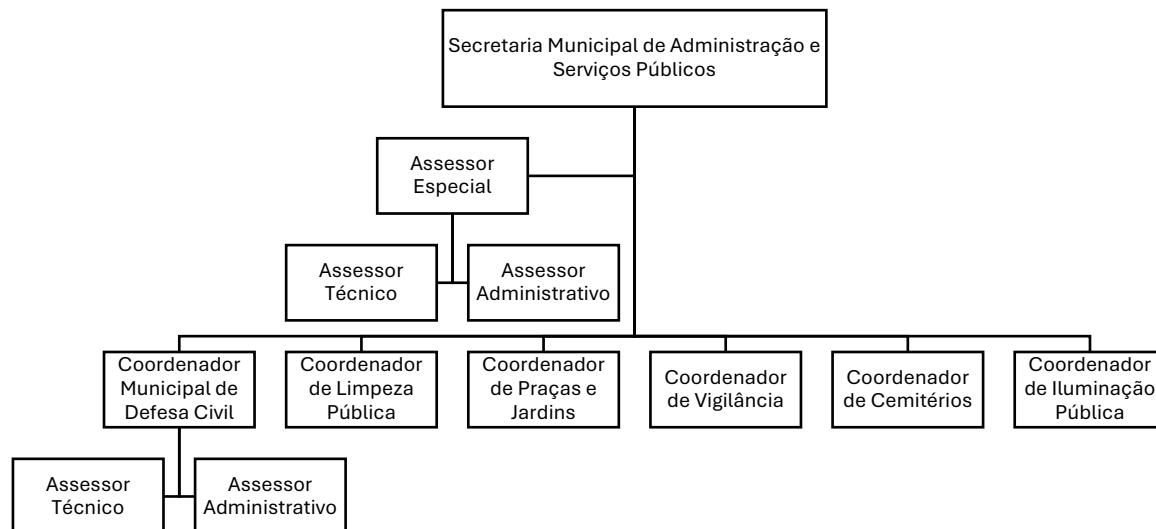 Secretaria Municipal de Administração e
Serviços Públicos
Assessor
Especial
Assessor
Técnico
Assessor
Administrativo
Coordenador
Municipal de
Defesa Civil
Coordenador
de Limpeza
Pública
Coordenador
de Praças e
Jardins
Coordenador
de Vigilância
Coordenador
de Cemitérios
Coordenador
de Iluminação
Pública
Assessor
Técnico
Assessor
Administrativo